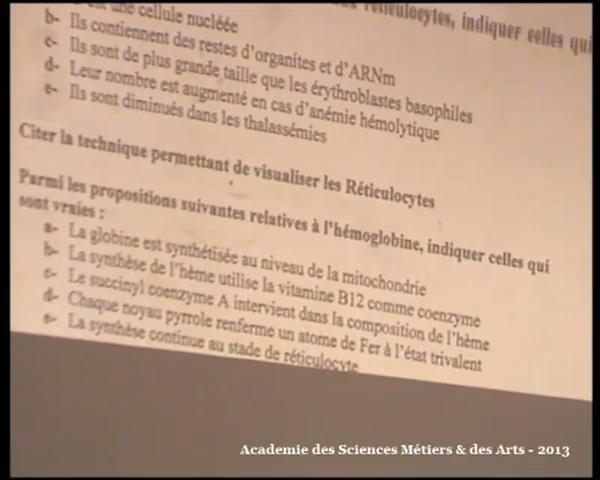 réticulocytes, indiquer celles qui
est une cellule nucléée
b- Ils contiennent des restes d'organites et d'ARNm
c- Ils sont de plus grande taille que les érythroblastes basophiles
d- Leur nombre est augmenté en cas d'anémie hémolytique
e- Ils sont diminués dans les thalassémies
Citer la technique permettant de visualiser les Réticulocytes
Parmi les propositions suivantes relatives à l'hémoglobine, indiquer celles qui
sont vraies :
a- La globine est synthétisée au niveau de la mitochondrie
b- La synthèse de l'hème utilise la vitamine B12 comme coenzyme
c- Le succinyl coenzyme A intervient dans la composition de l'hème
d- Chaque noyau pyrrole renferme un atome de Fer à l'état trivalent
e- La synthèse continue au stade de réticulocyte
Academie des Sciences Métiers & des Arts - 2013